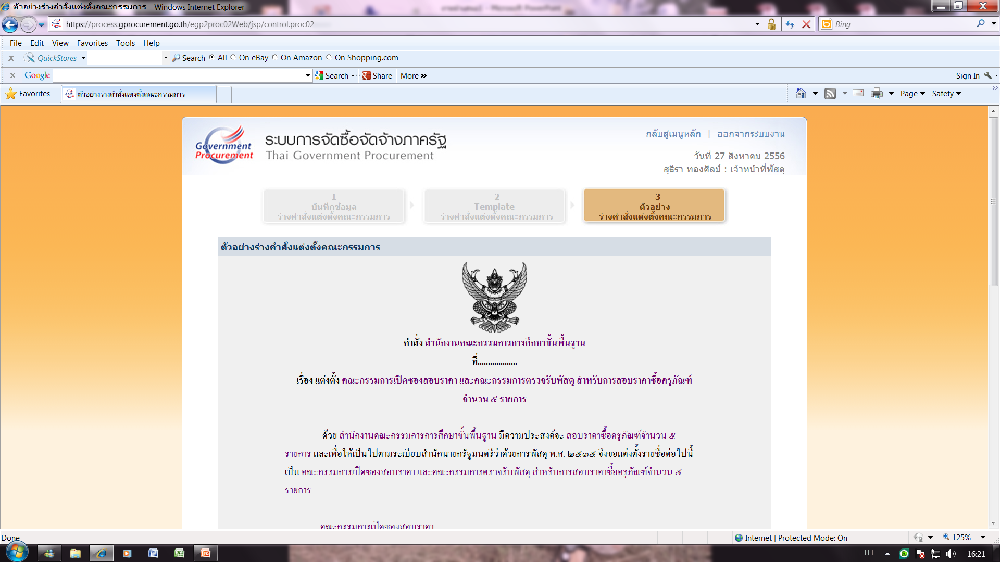 ตัวอย่างร่างคำสั่งแต่งตั้งคณะกรรมการ - Windows Internet Explorer
https://process.gprocurement.go.th/egp2proc02Web/jsp/control.proc02
Bing
File Edit View Favorites Tools Help
x QuickStores Search All On eBay On Amazon On Shopping.com
x Google Search Share More »
Sign In
Favorites ตัวอย่างร่างคำสั่งแต่งตั้งคณะกรรมการ
Page Safety »
Government
Procurement
ระบบการจัดซื้อจัดจ้างภาครัฐ
Thai Government Procurement
กลับสู่เมนูหลัก | ออกจากระบบงาน
วันที่ 27 สิงหาคม 2556
สุธิรา ทองศิลป์ : เจ้าหน้าที่พัสดุ
1
บันทึกข้อมูล
ร่างคำสั่งแต่งตั้งคณะกรรมการ
2
Template
ร่างคำสั่งแต่งตั้งคณะกรรมการ
3
ตัวอย่าง
ร่างคำสั่งแต่งตั้งคณะกรรมการ
ตัวอย่างร่างคำสั่งแต่งตั้งคณะกรรมการ
คำสั่ง สำนักงานคณะกรรมการการศึกษาขั้นพื้นฐาน
ที่...................
เรื่อง แต่งตั้ง คณะกรรมการเปิดซองสอบราคา และคณะกรรมการตรวจรับพัสดุ สำหรับการสอบราคาซื้อครุภัณฑ์
จำนวน ๕ รายการ
ด้วย สำนักงานคณะกรรมการการศึกษาขั้นพื้นฐาน มีความประสงค์จะ สอบราคาซื้อครุภัณฑ์จำนวน ๕
รายการ และเพื่อให้เป็นไปตามระเบียบสำนักนายกรัฐมนตรีว่าด้วยการพัสดุ พ.ศ. ๒๕๓๕ จึงขอแต่งตั้งรายชื่อต่อไปนี้
เป็น คณะกรรมการเปิดซองสอบราคา และคณะกรรมการตรวจรับพัสดุ สำหรับการสอบราคาซื้อครุภัณฑ์จำนวน ๕
รายการ
คณะกรรมการเปิดซองสอบราคา
Done
Internet | Protected Mode: On
125%
TH
16:21